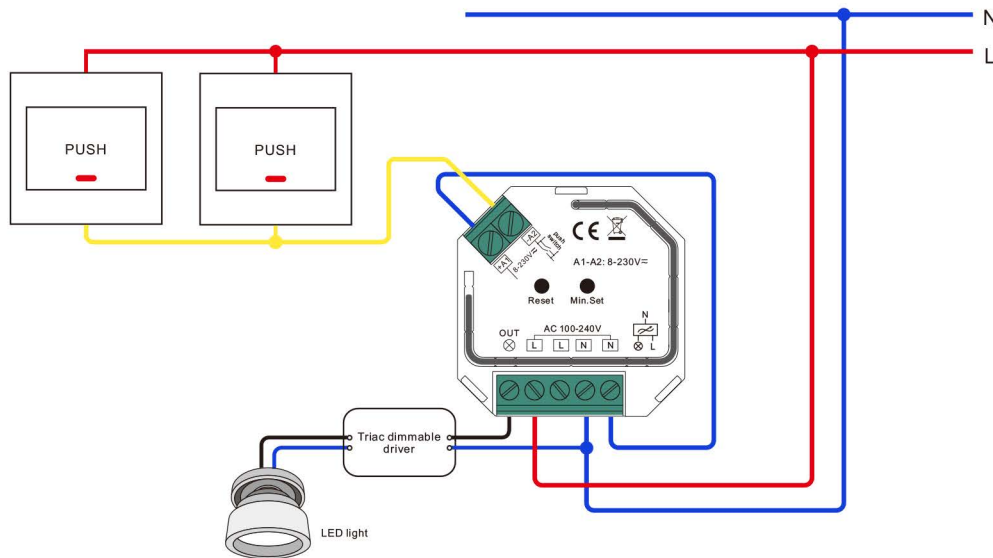 N
L
PUSH
PUSH
+A1
-A2
8-230V≂
push
switch
CE
A1-A2: 8-230V≂
Reset
Min.Set
OUT
AC 100-240V
L
L
N
N
N
L
Triac dimmable
driver
LED light